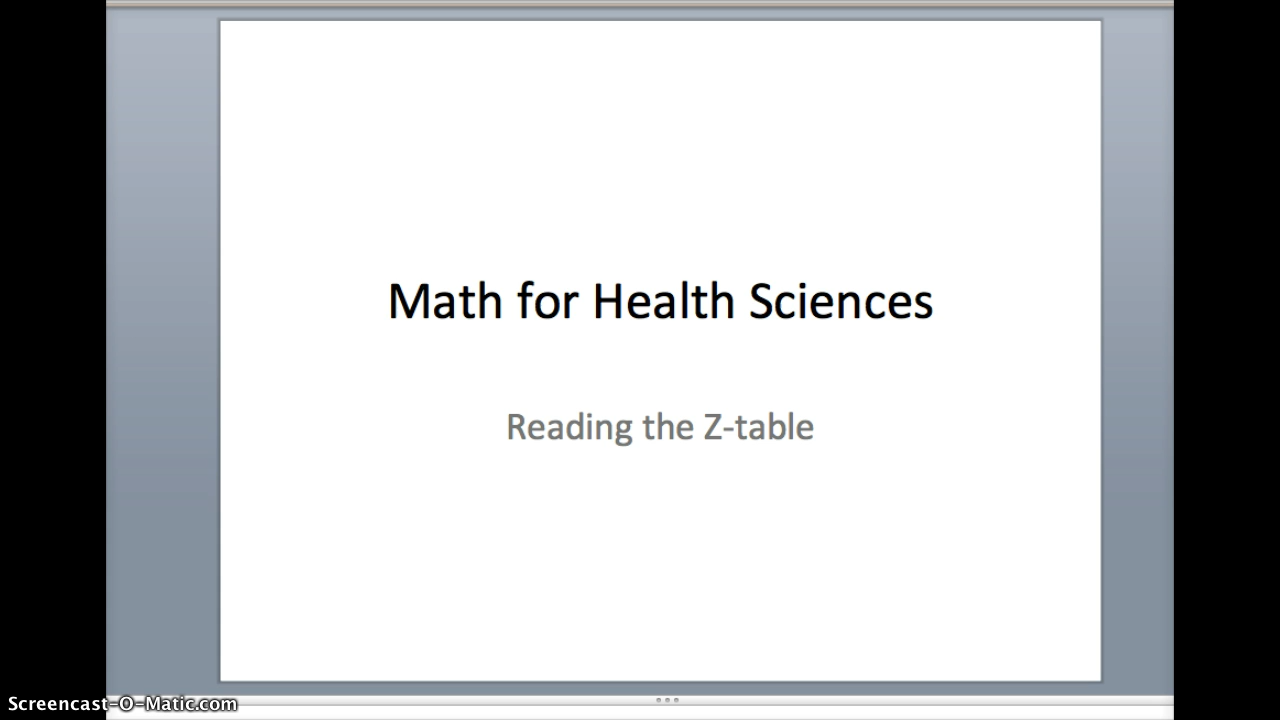 Math for Health Sciences
Reading the Z-table
Screencast-O-Matic.com